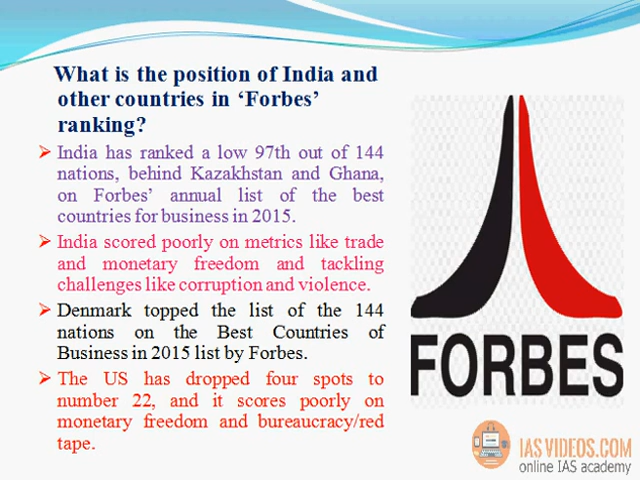 What is the position of India and
other countries in ‘Forbes’
ranking?
India has ranked a low 97th out of 144
nations, behind Kazakhstan and Ghana,
on Forbes’ annual list of the best
countries for business in 2015.
India scored poorly on metrics like trade
and monetary freedom and tackling
challenges like corruption and violence.
Denmark topped the list of the 144
nations on the Best Countries of
Business in 2015 list by Forbes.
The US has dropped four spots to
number 22, and it scores poorly on
monetary freedom and bureaucracy/red
tape.
FORBES
IAS VIDEOS.COM
online IAS academy